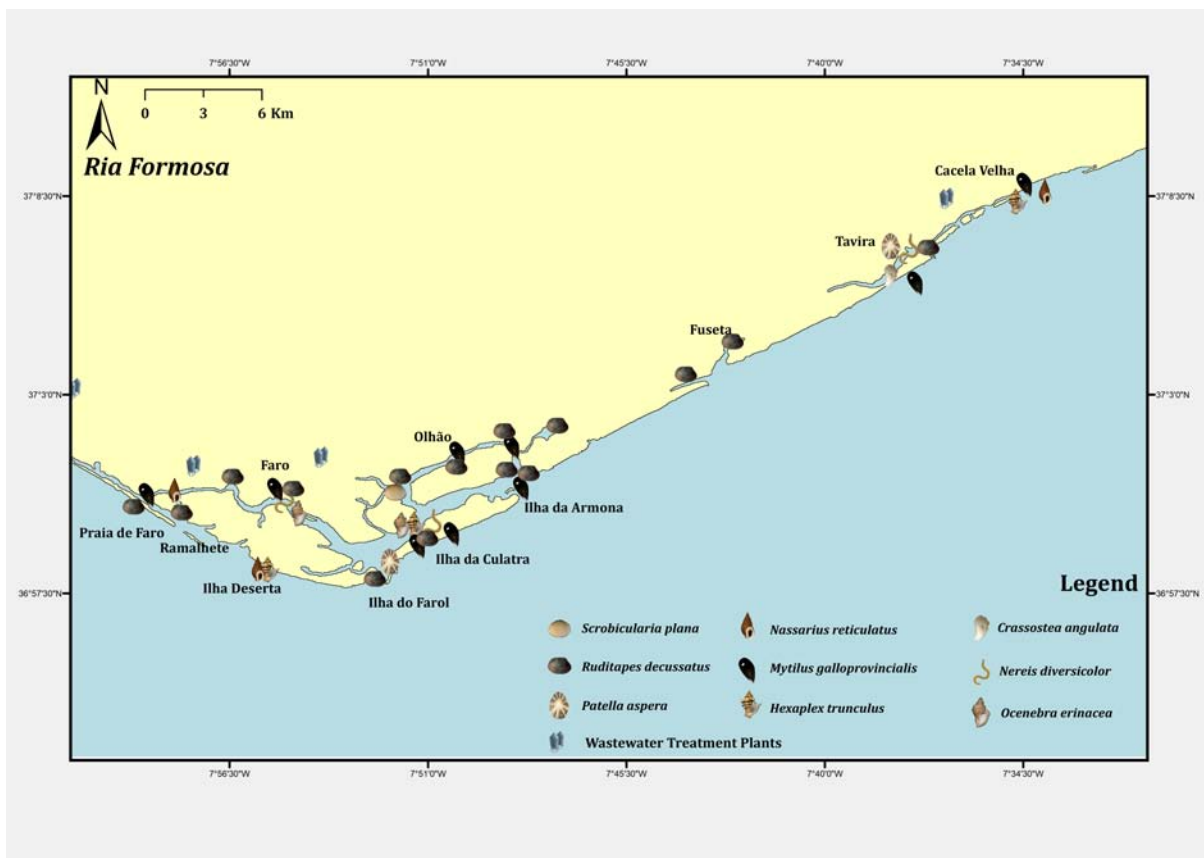 7°56'30"W 7°51'0"W 7°45'30"W 7°40'0"W 7°34'30"W
N
0 3 6 Km
Ria Formosa
Cacela Velha
37°8'30"N 37°8'30"N
Tavira
Fuseta
37°3'0"N 37°3'0"N
Olhão
Faro
Ilha da Armona
Praia de Faro
Ramalhete
Ilha da Culatra
Ilha Deserta
Ilha do Farol
36°57'30"N 36°57'30"N
Legend
Scrobicularia plana Nassarius reticulatus Crassostea angulata
Ruditapes decussatus Mytilus galloprovincialis Nereis diversicolor
Patella aspera Hexaplex trunculus Ocenebra erinacea
Wastewater Treatment Plants
7°56'30"W 7°51'0"W 7°45'30"W 7°40'0"W 7°34'30"W